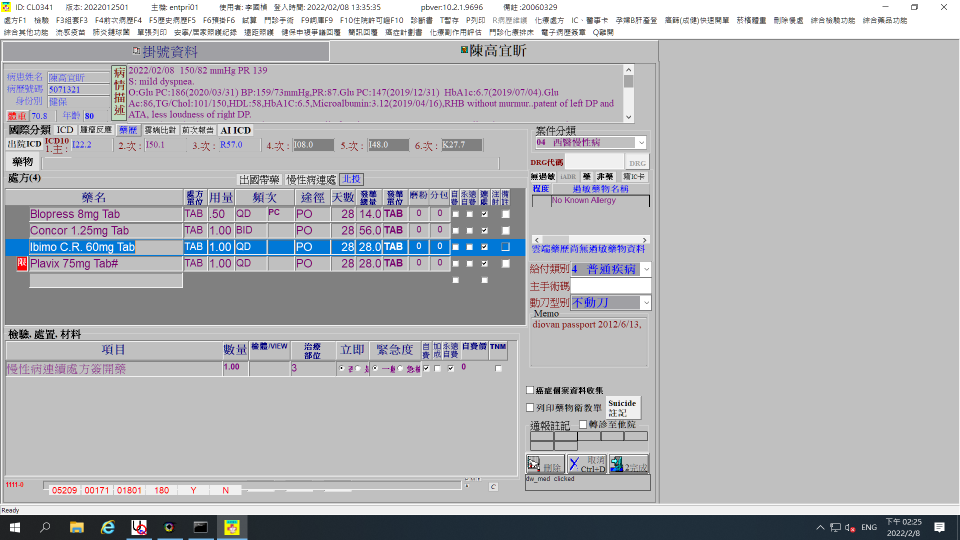 ID: CL0341 版本: 2022012501 主機: entpri01 使用者: 李國楨 登入時間: 2022/02/08 13:35:35 pbver:10.2.1.9696 備註: 20060329
處方F1 檢驗 F3組套F3 F4前次病歷F4 F5歷史病歷F5 F6預掛F6 試算 門診手術 F9詞庫F9 F10住院許可證F10 診斷書 T暫存 P列印 R病歷續議 化療處方 IC、醫事卡 孕婦B肝產登 癌篩(成健)快速開單 菸檳體重 刪除優處 綜合檢驗功能 綜合藥品功能
綜合其他功能 流感疫苗 肺炎鏈球菌 單張列印 安寧/居家照護紀錄 遠距照護 健保申複爭議回覆 簡訊回覆 癌症計劃書 化療副作用評估 門診化療排床 電子病歷簽章 Q離開
掛號資料
陳高宜昕
病患姓名 陳高宜昕
病歷號碼 5071321
身份別 健保
體重 70.8 年齡 80
病情描述
2022/02/08 150/82 mmHg PR 139
S: mild dyspnea.
O:Glu PC:186(2020/03/31) BP:159/73mmHg,PR:87.Glu PC:147(2019/12/31) HbA1c:6.7(2019/07/04).Glu
Ac:86,TG/Chol:101/150,HDL:58,HbA1C:6.5,Microalbumin:3.12(2019/04/16),RHB without murmur..patent of left DP and
ATA, less loudness of right DP.
國際分類 ICD 腫瘤反應 藥歷 雲端比對 前次報告 AI ICD
出院ICD ICD10 1.主: I22.2 2.次: I50.1 3.次: R57.0 4.次: I08.0 5.次: I48.0 6.次: K27.7
藥物
案件分類
04 西醫慢性病
DRG代碼 DRG
無過敏 iADR 藥 非藥 寫IC卡
程度 過敏藥物名稱
No Known Allergy
雲端藥歷尚無過敏藥物資料
處方(4) 出國帶藥 慢性病連處 北投
藥名 處方單位 用量 頻次 途徑 天數 發藥總量 發藥單位 磨粉 分包 自費 永遠自費 連處 注射 備註
Blopress 8mg Tab TAB .50 QD PC PO 28 14.0 TAB 0 0
Concor 1.25mg Tab TAB 1.00 BID PO 28 56.0 TAB 0 0
Ibimo C.R. 60mg Tab TAB 1.00 QD PO 28 28.0 TAB 0 0
限 Plavix 75mg Tab# TAB 1.00 QD PO 28 28.0 TAB 0 0
給付類別 4 普通疾病
主手術碼
動刀型別 不動刀
Memo
diovan passport 2012/6/13,
檢驗, 處置, 材料
項目 數量 檢體/VIEW 治療部位 立即 緊急度 自費 加成 永遠自費 自費價 TNM
慢性病連續處方箋開藥 1.00 3 0
癌症個案資料收集
列印藥物衛教單 Suicide 註記
通報註記 轉診至他院
刪除 取消 Ctrl+D F12完成
dw_med clicked
1111-0 05209 00171 01801 180 Y N C
Ready
ENG 下午 02:25
2022/2/8